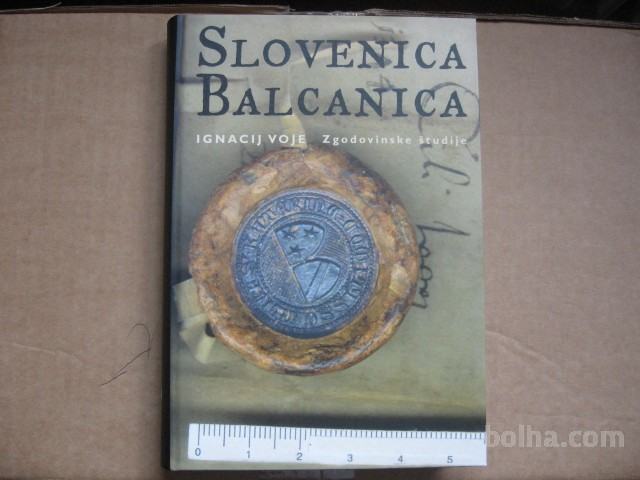 SLOVENICA
BALCANICA
IGNACIJ VOJE Zgodovinske študije
0 1 2 3 4 5
bolha.com